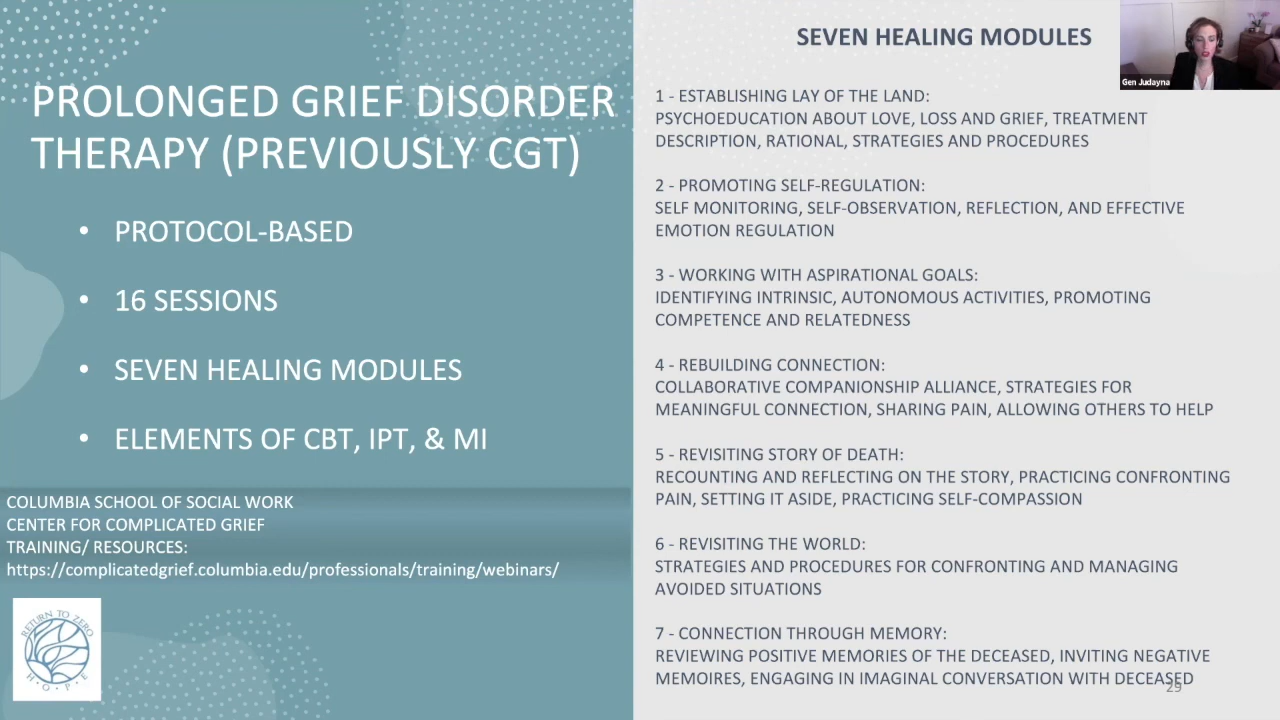 PROLONGED GRIEF DISORDER
THERAPY (PREVIOUSLY CGT)
• PROTOCOL-BASED
• 16 SESSIONS
• SEVEN HEALING MODULES
• ELEMENTS OF CBT, IPT, & MI
COLUMBIA SCHOOL OF SOCIAL WORK
CENTER FOR COMPLICATED GRIEF
TRAINING/ RESOURCES:
https://complicatedgrief.columbia.edu/professionals/training/webinars/
RETURN TO ZERO
H·O·P·E
SEVEN HEALING MODULES
1 - ESTABLISHING LAY OF THE LAND:
PSYCHOEDUCATION ABOUT LOVE, LOSS AND GRIEF, TREATMENT
DESCRIPTION, RATIONAL, STRATEGIES AND PROCEDURES
2 - PROMOTING SELF-REGULATION:
SELF MONITORING, SELF-OBSERVATION, REFLECTION, AND EFFECTIVE
EMOTION REGULATION
3 - WORKING WITH ASPIRATIONAL GOALS:
IDENTIFYING INTRINSIC, AUTONOMOUS ACTIVITIES, PROMOTING
COMPETENCE AND RELATEDNESS
4 - REBUILDING CONNECTION:
COLLABORATIVE COMPANIONSHIP ALLIANCE, STRATEGIES FOR
MEANINGFUL CONNECTION, SHARING PAIN, ALLOWING OTHERS TO HELP
5 - REVISITING STORY OF DEATH:
RECOUNTING AND REFLECTING ON THE STORY, PRACTICING CONFRONTING
PAIN, SETTING IT ASIDE, PRACTICING SELF-COMPASSION
6 - REVISITING THE WORLD:
STRATEGIES AND PROCEDURES FOR CONFRONTING AND MANAGING
AVOIDED SITUATIONS
7 - CONNECTION THROUGH MEMORY:
REVIEWING POSITIVE MEMORIES OF THE DECEASED, INVITING NEGATIVE
MEMOIRES, ENGAGING IN IMAGINAL CONVERSATION WITH DECEASED
29
Gen Judayna